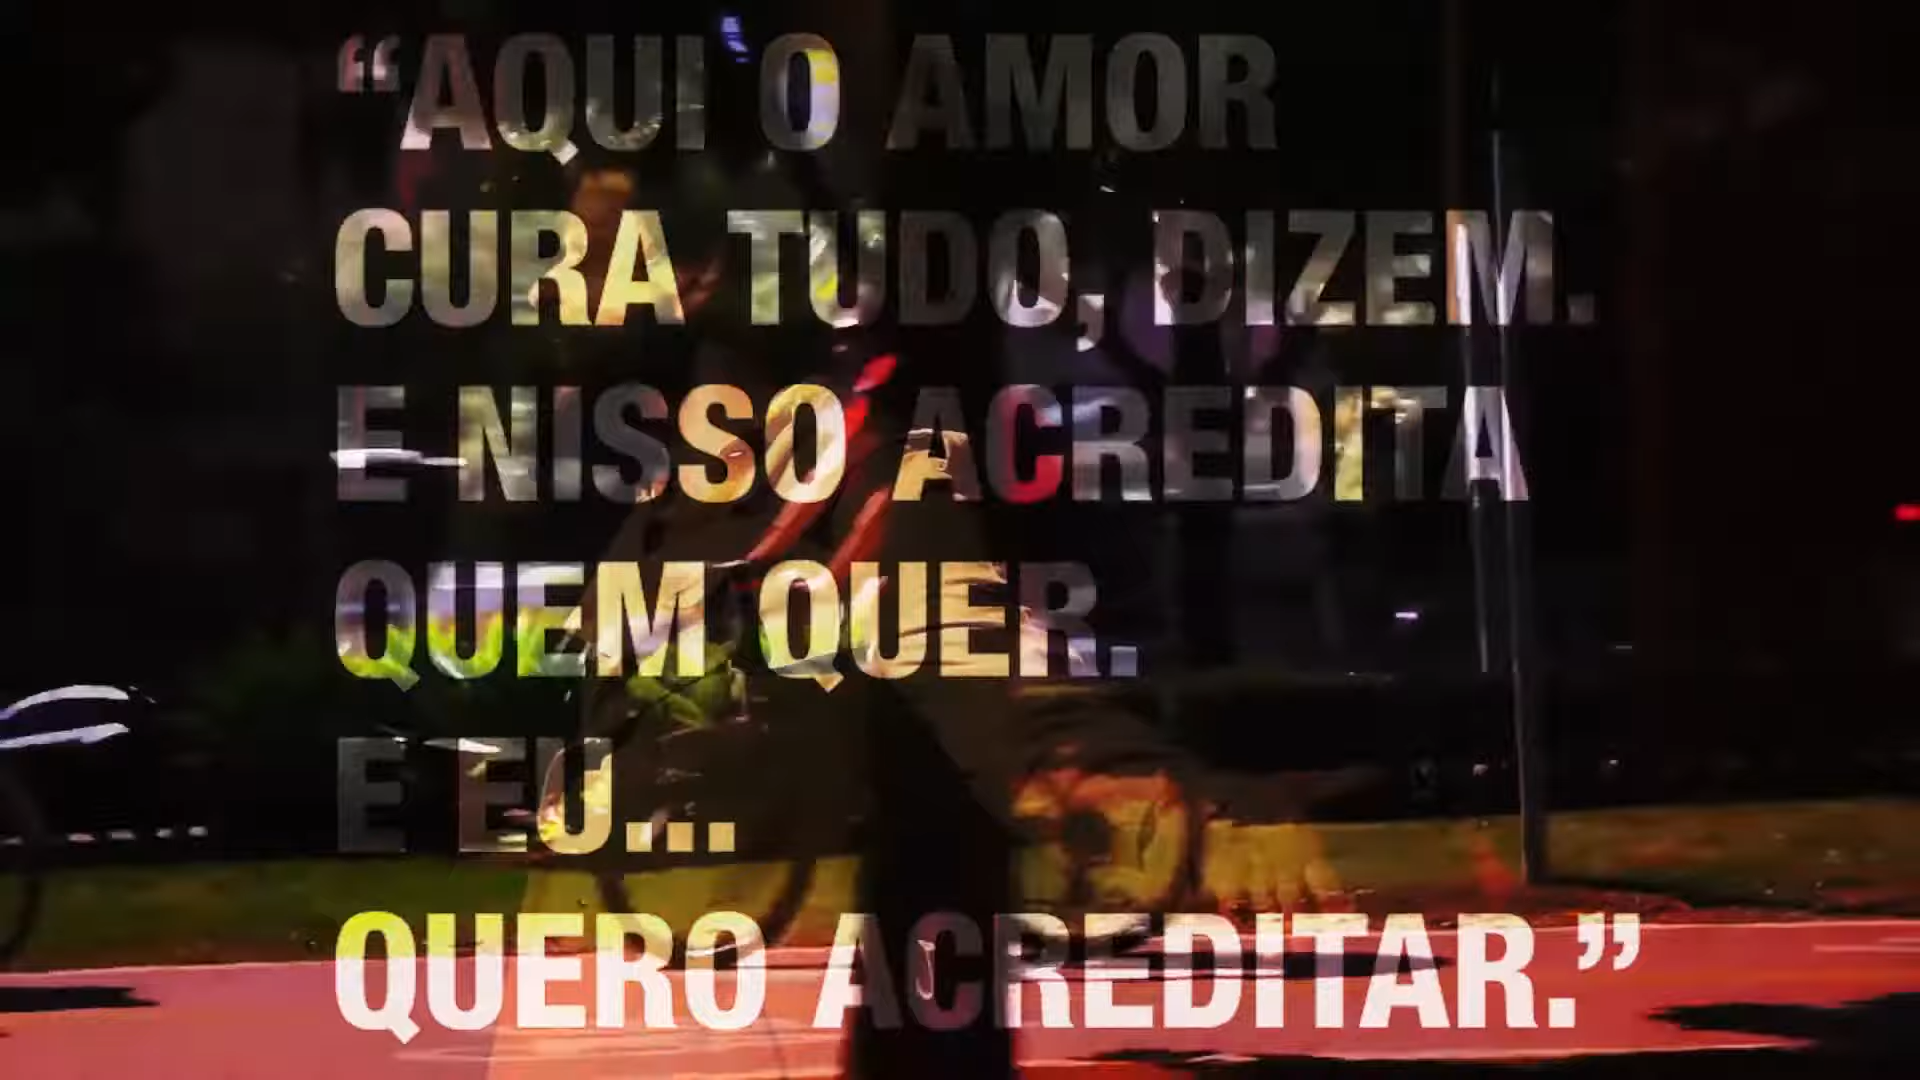 “AQUI O AMOR
CURA TUDO, DIZEM.
E NISSO ACREDITA
QUEM QUER.
E EU...
QUERO ACREDITAR.”